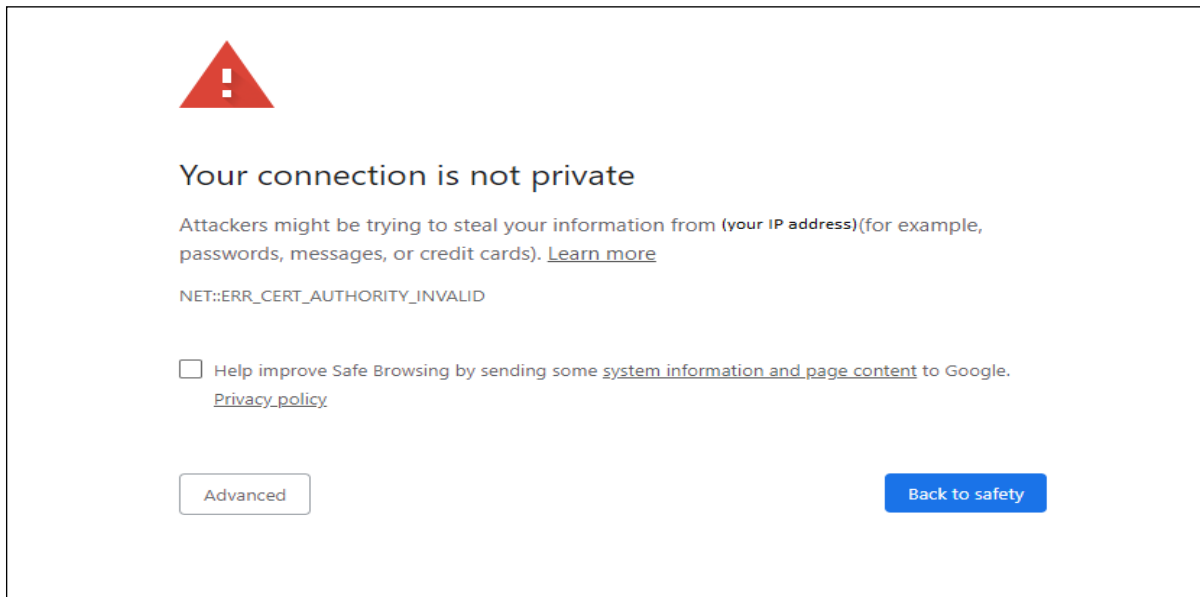 Your connection is not private
Attackers might be trying to steal your information from (your IP address)(for example,
passwords, messages, or credit cards). Learn more
NET::ERR_CERT_AUTHORITY_INVALID
Help improve Safe Browsing by sending some system information and page content to Google.
Privacy policy
Advanced
Back to safety